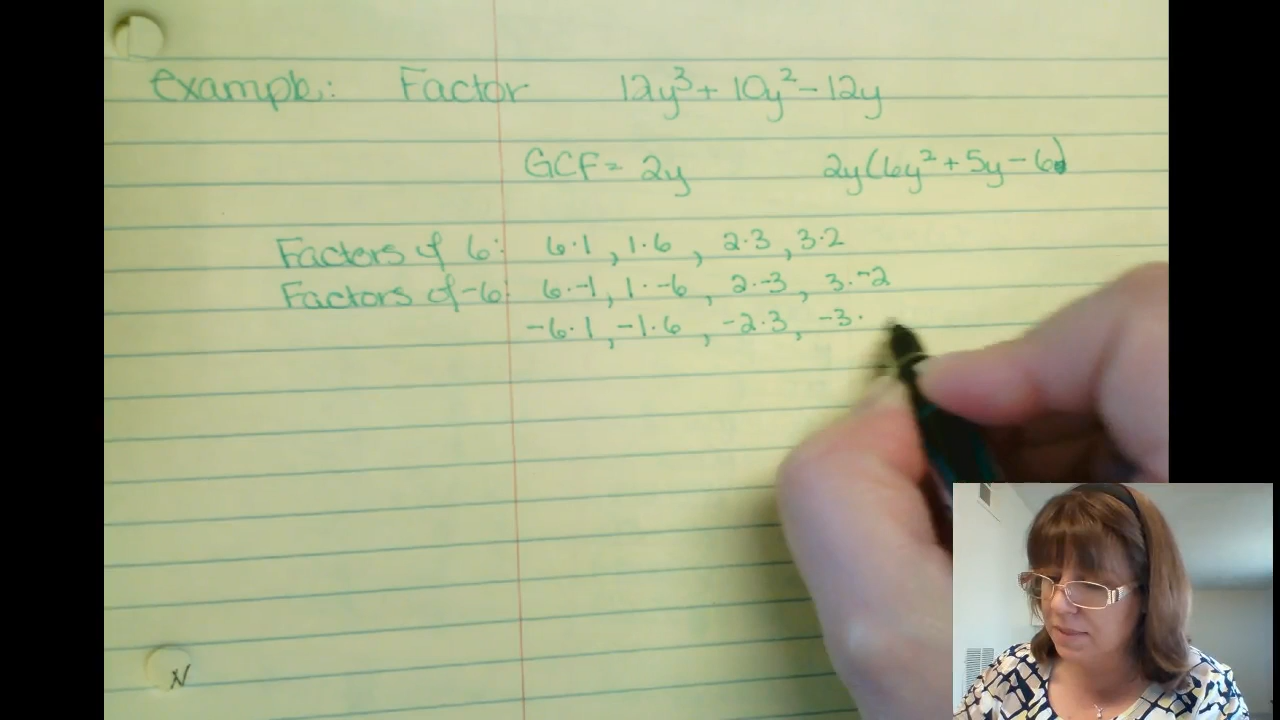 example: Factor 12y³ + 10y² - 12y
GCF = 2y 2y(6y² + 5y - 6)
Factors of 6: 6·1, 1·6, 2·3, 3·2
Factors of -6: 6·-1, 1·-6, 2·-3, 3·-2
-6·1, -1·6, -2·3, -3·
N